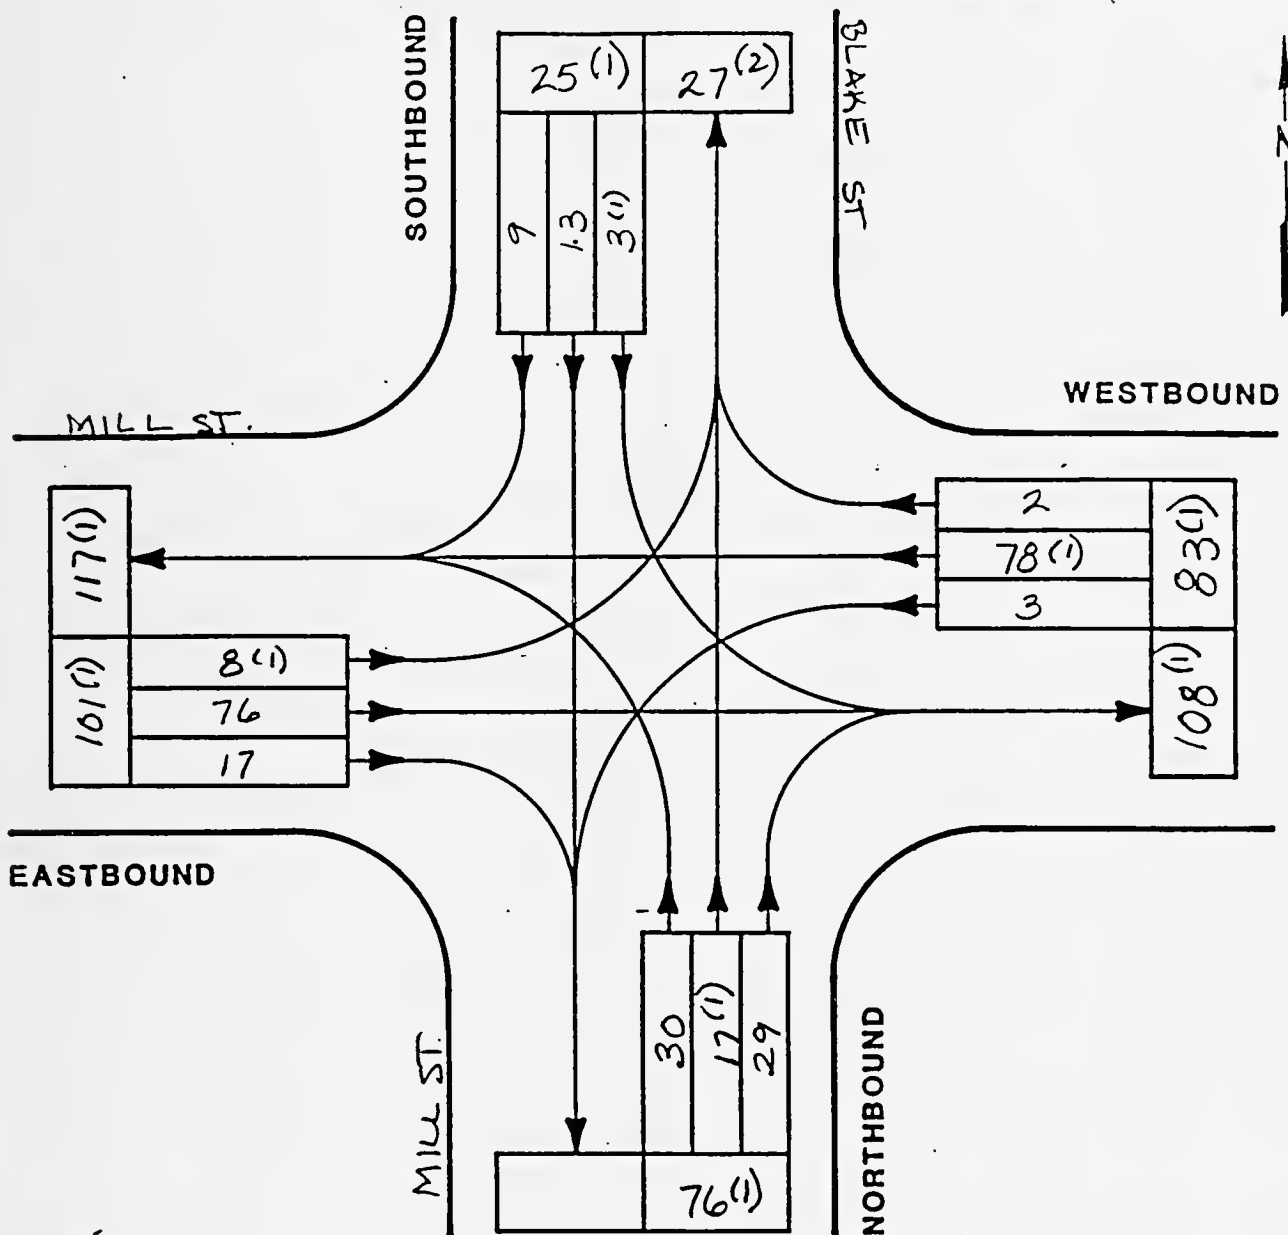 SOUTHBOUND
25(1)
27(2)
BLAKE ST
N
9
13
3(1)
WESTBOUND
MILL ST.
117(1)
2
78(1)
3
83(1)
101(1)
8(1)
76
17
108(1)
EASTBOUND
30
17(1)
29
MILL ST.
NORTHBOUND
76(1)